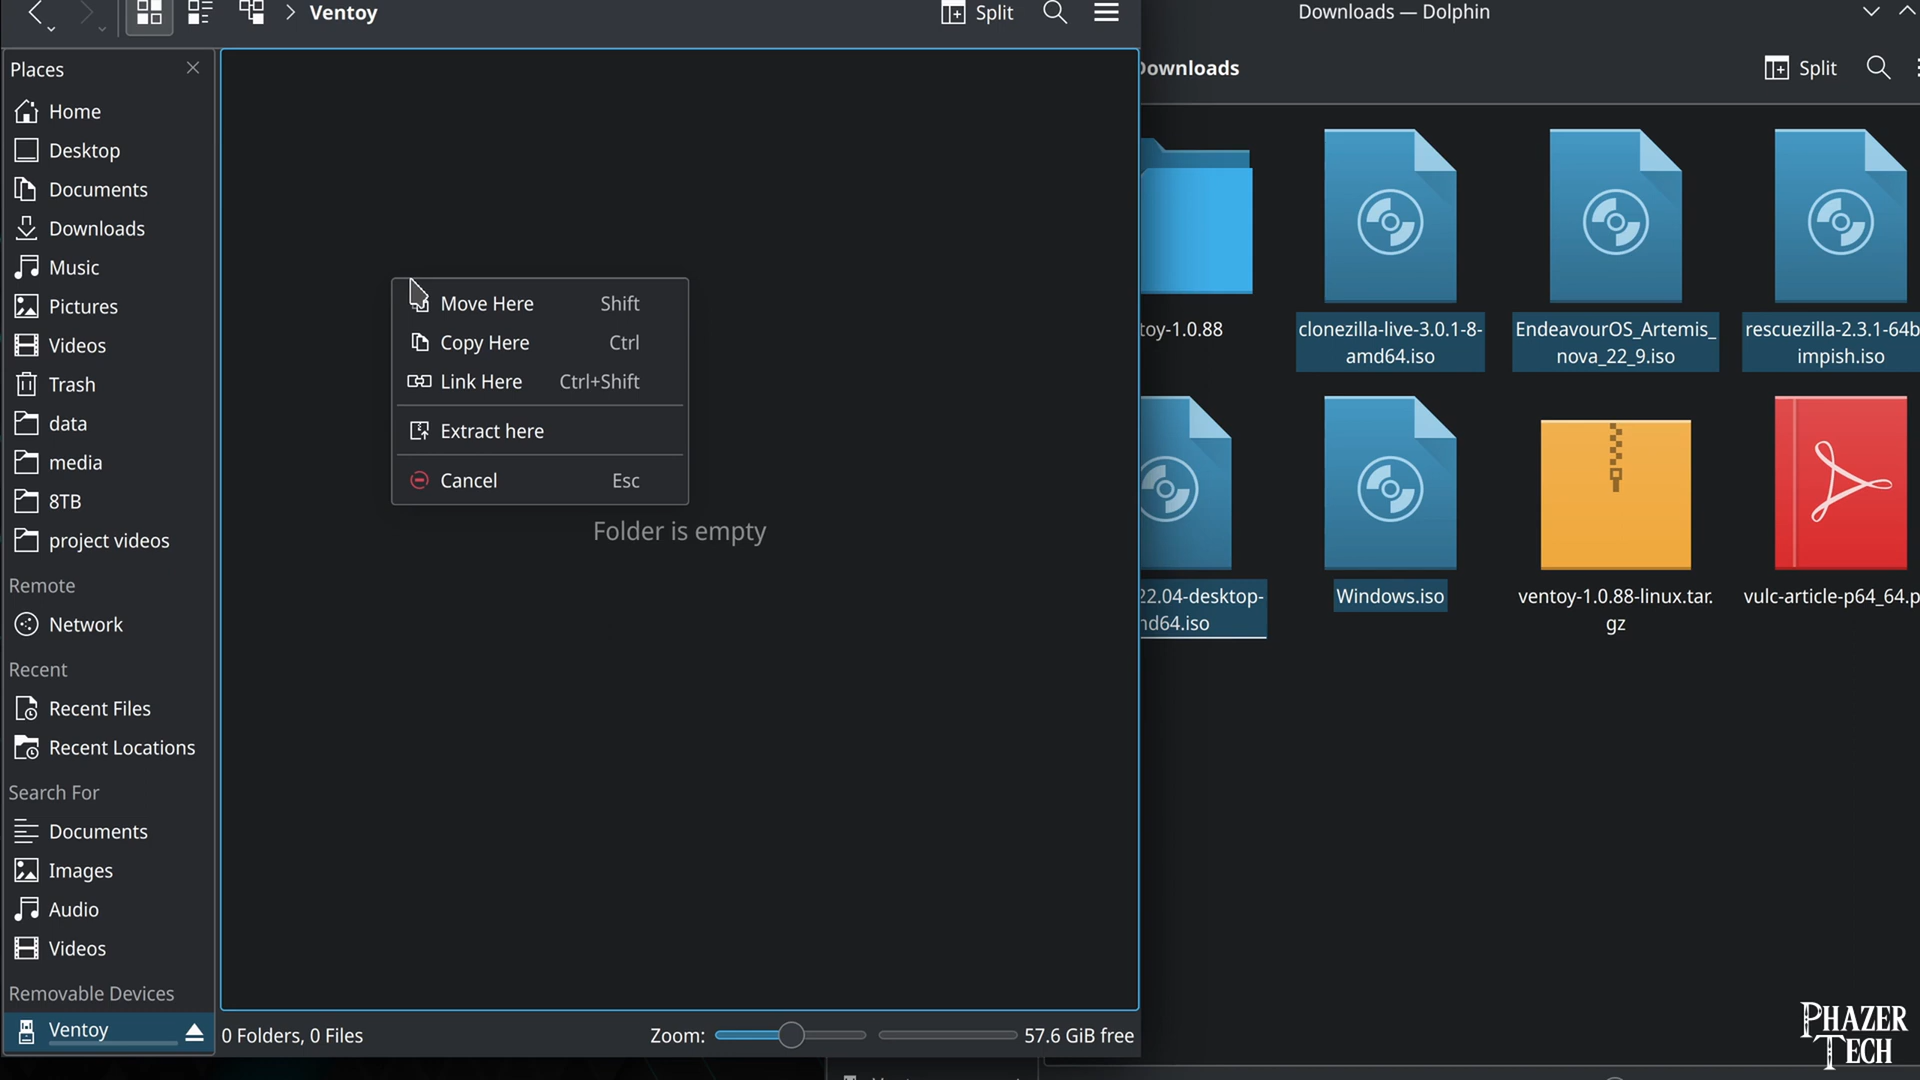 Ventoy
Split
Downloads — Dolphin
Downloads
Split
Places
Home
Desktop
Documents
Downloads
Music
Pictures
Videos
Trash
data
media
8TB
project videos
Remote
Network
Recent
Recent Files
Recent Locations
Search For
Documents
Images
Audio
Videos
Removable Devices
Ventoy
Move Here Shift
Copy Here Ctrl
Link Here Ctrl+Shift
Extract here
Cancel Esc
Folder is empty
0 Folders, 0 Files
Zoom:
57.6 GiB free
toy-1.0.88
clonezilla-live-3.0.1-8-
amd64.iso
EndeavourOS_Artemis_
nova_22_9.iso
rescuezilla-2.3.1-64b
impish.iso
22.04-desktop-
md64.iso
Windows.iso
ventoy-1.0.88-linux.tar.
gz
vulc-article-p64_64.p
PHAZER
TECH